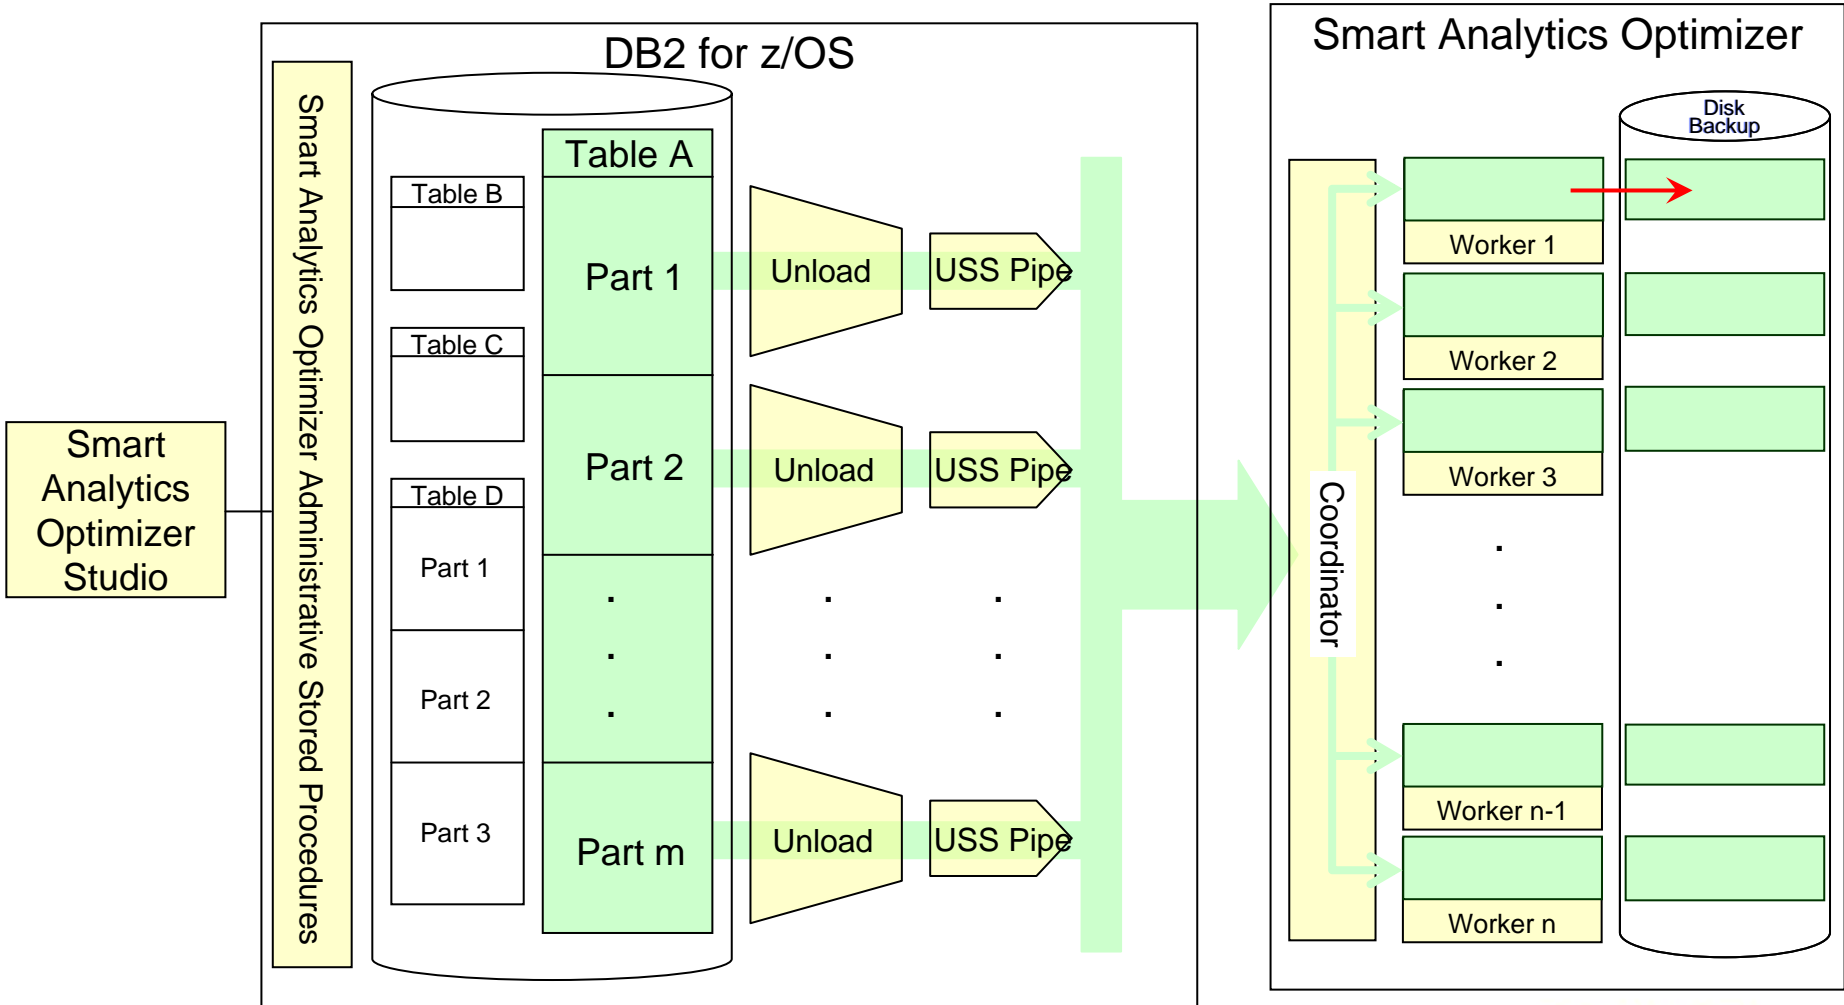 DB2 for z/OS
Smart Analytics Optimizer
Smart
Analytics
Optimizer
Studio
Smart Analytics Optimizer Administrative Stored Procedures
Table B
Table C
Table D
Part 1
Part 2
Part 3
Table A
Part 1
Part 2
.
.
.
Part m
Unload
USS Pipe
Unload
USS Pipe
.
.
.
.
.
.
Unload
USS Pipe
Coordinator
Worker 1
Worker 2
Worker 3
.
.
.
Worker n-1
Worker n
Disk
Backup